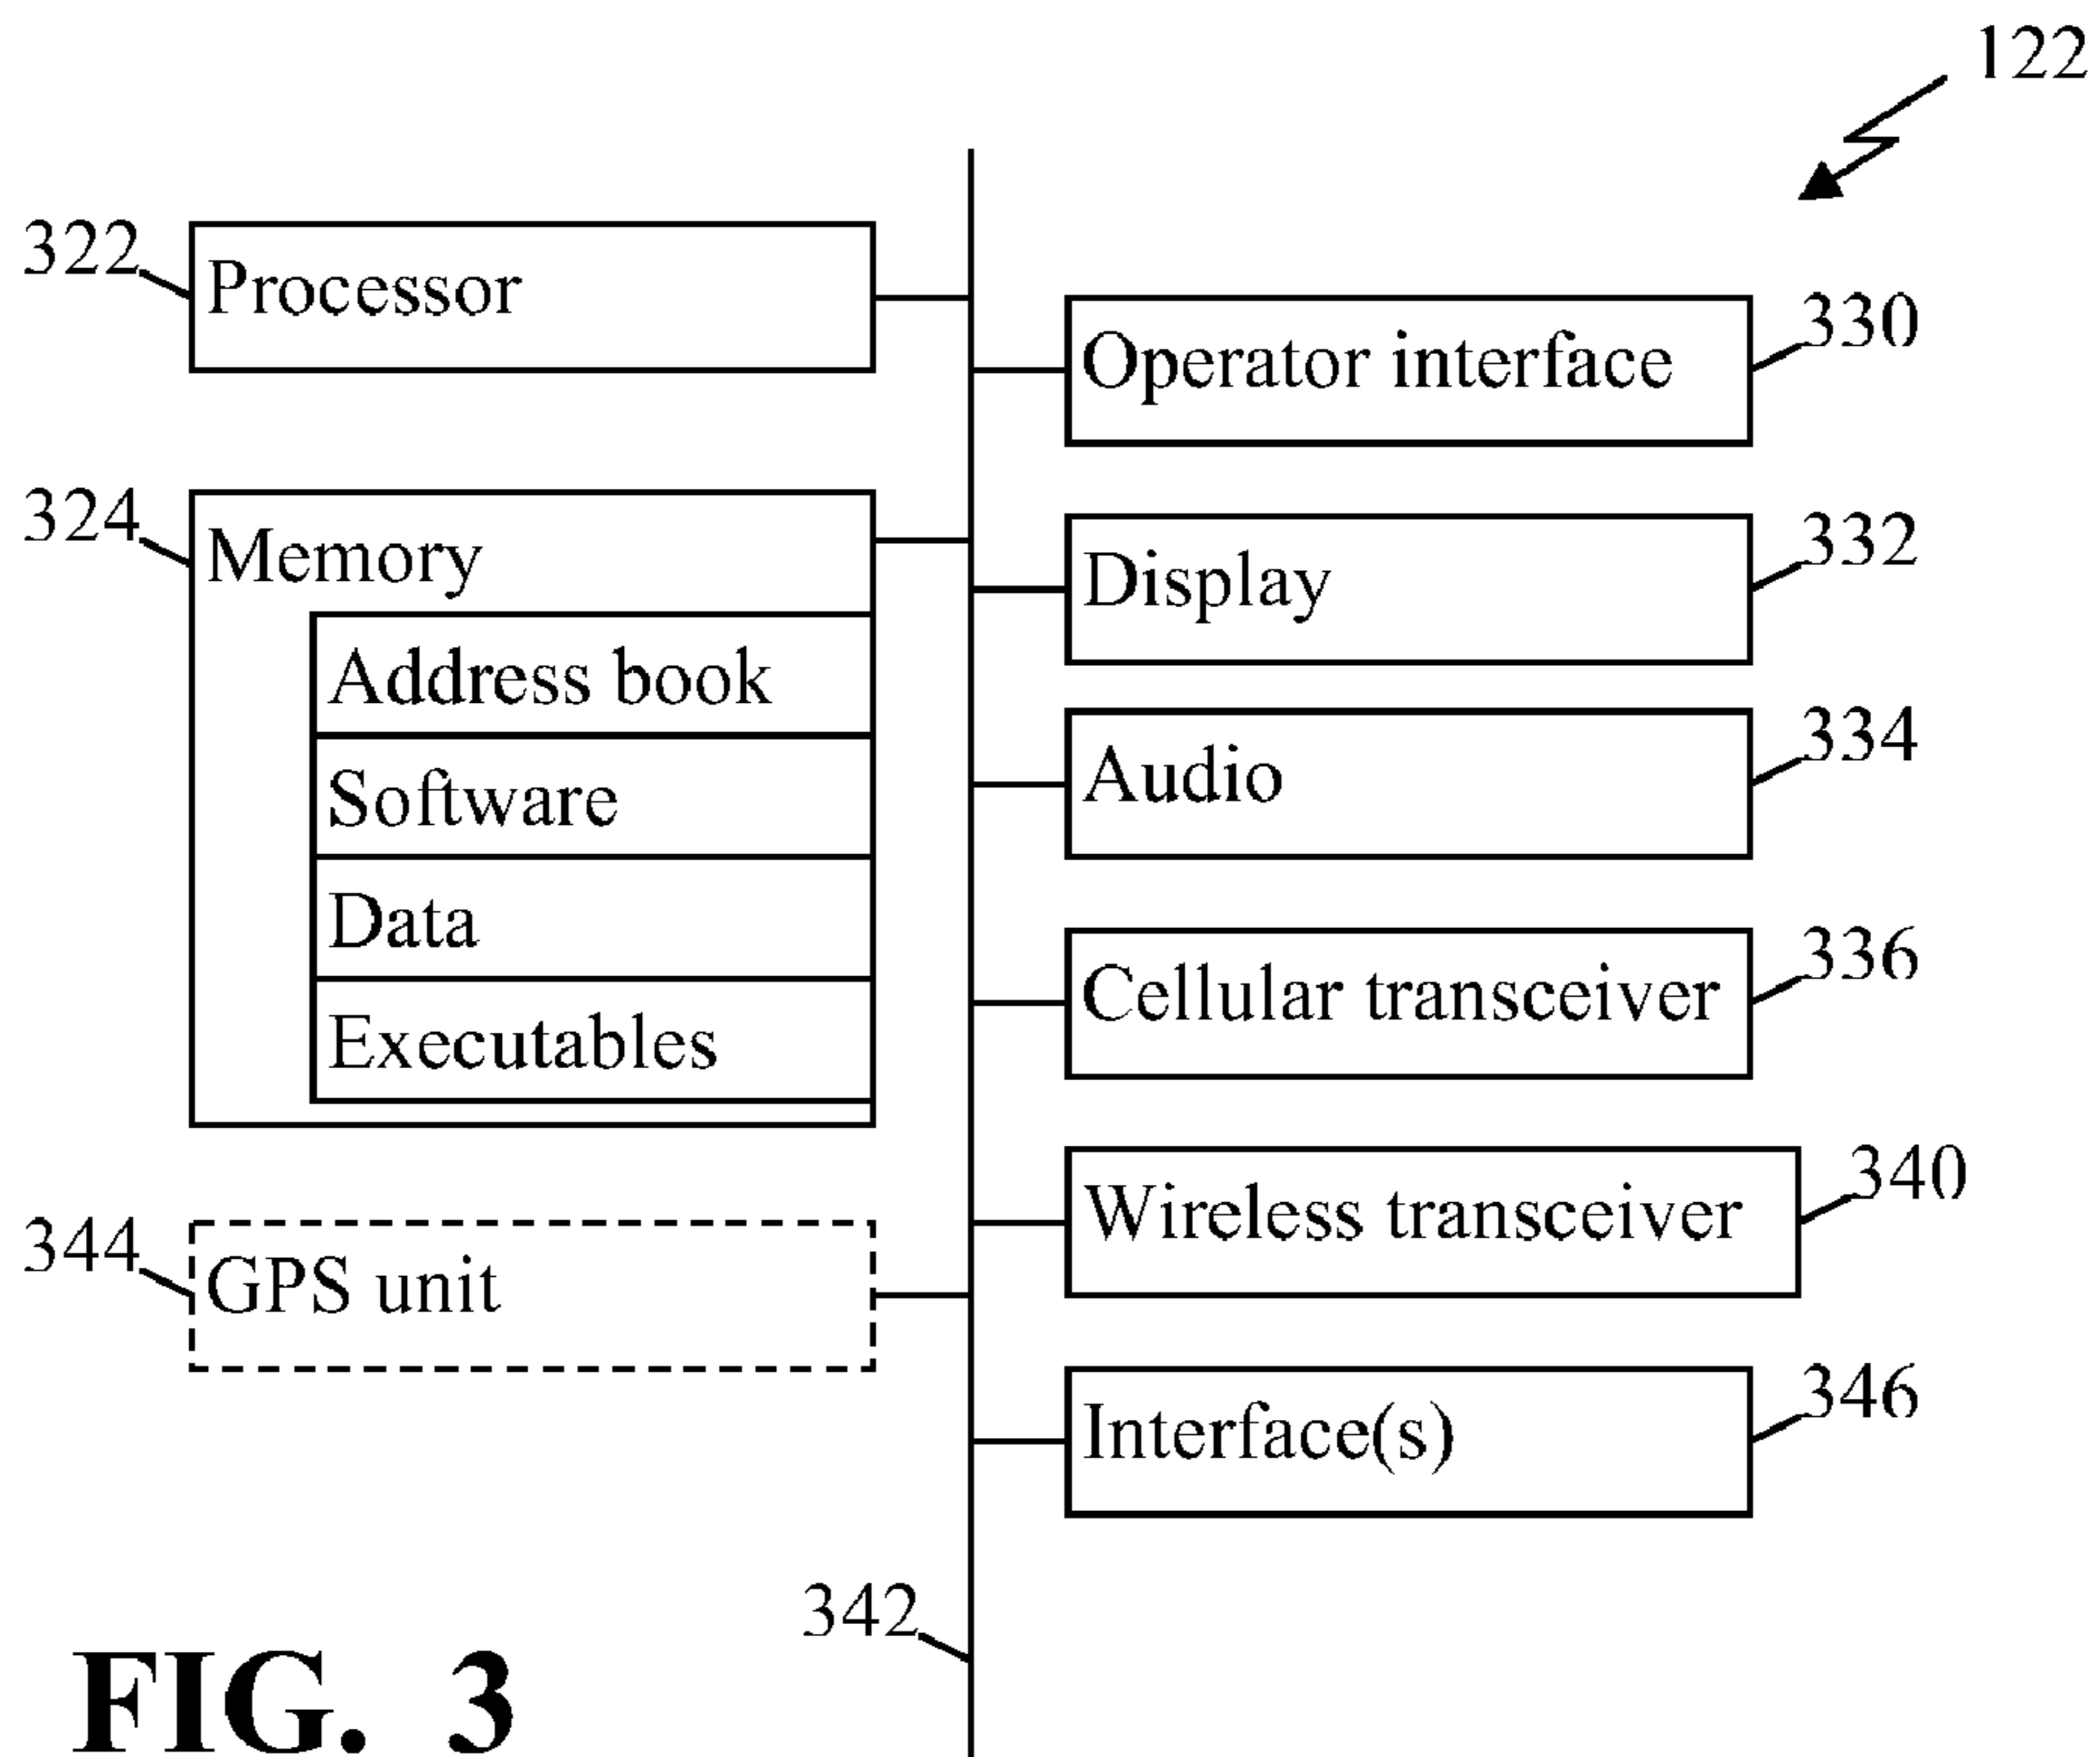 122
322
Processor
330
Operator interface
324
Memory
332
Display
Address book
334
Audio
Software
Data
336
Cellular transceiver
Executables
340
Wireless transceiver
344
GPS unit
346
Interface(s)
342
FIG. 3